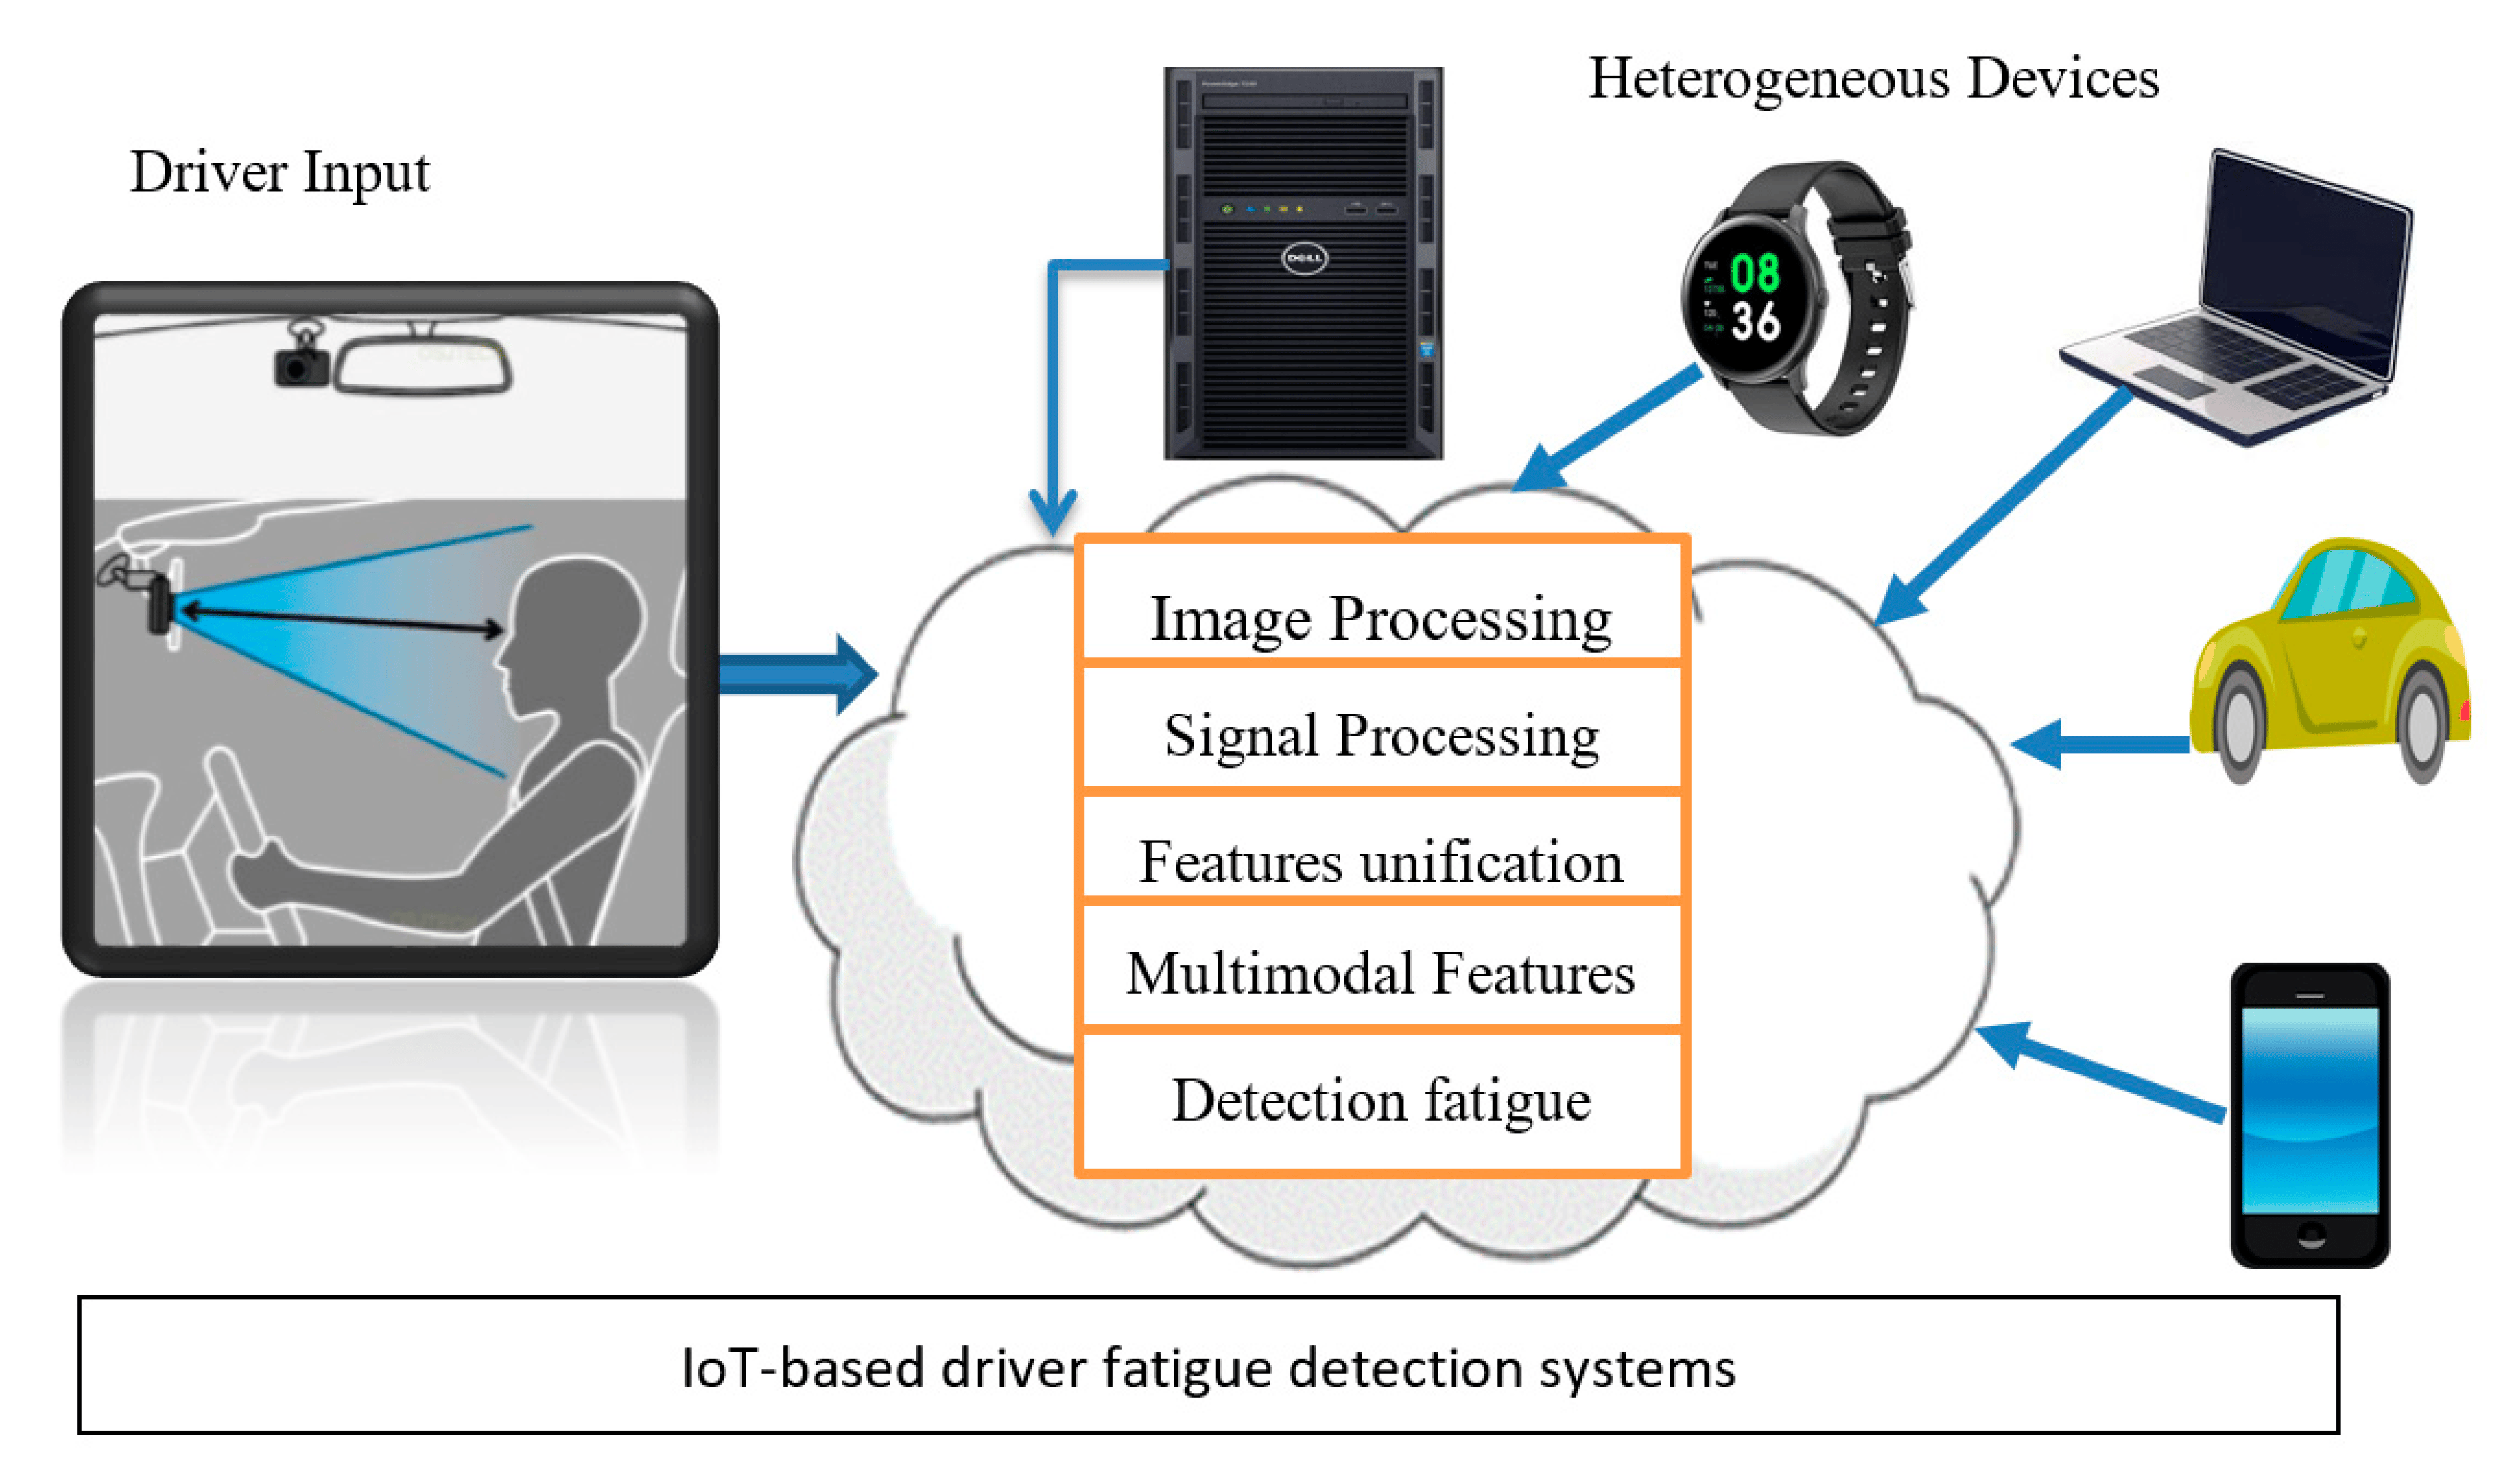 Heterogeneous Devices
Driver Input
DELL
08
36
Image Processing
Signal Processing
Features unification
Multimodal Features
Detection fatigue
IoT-based driver fatigue detection systems